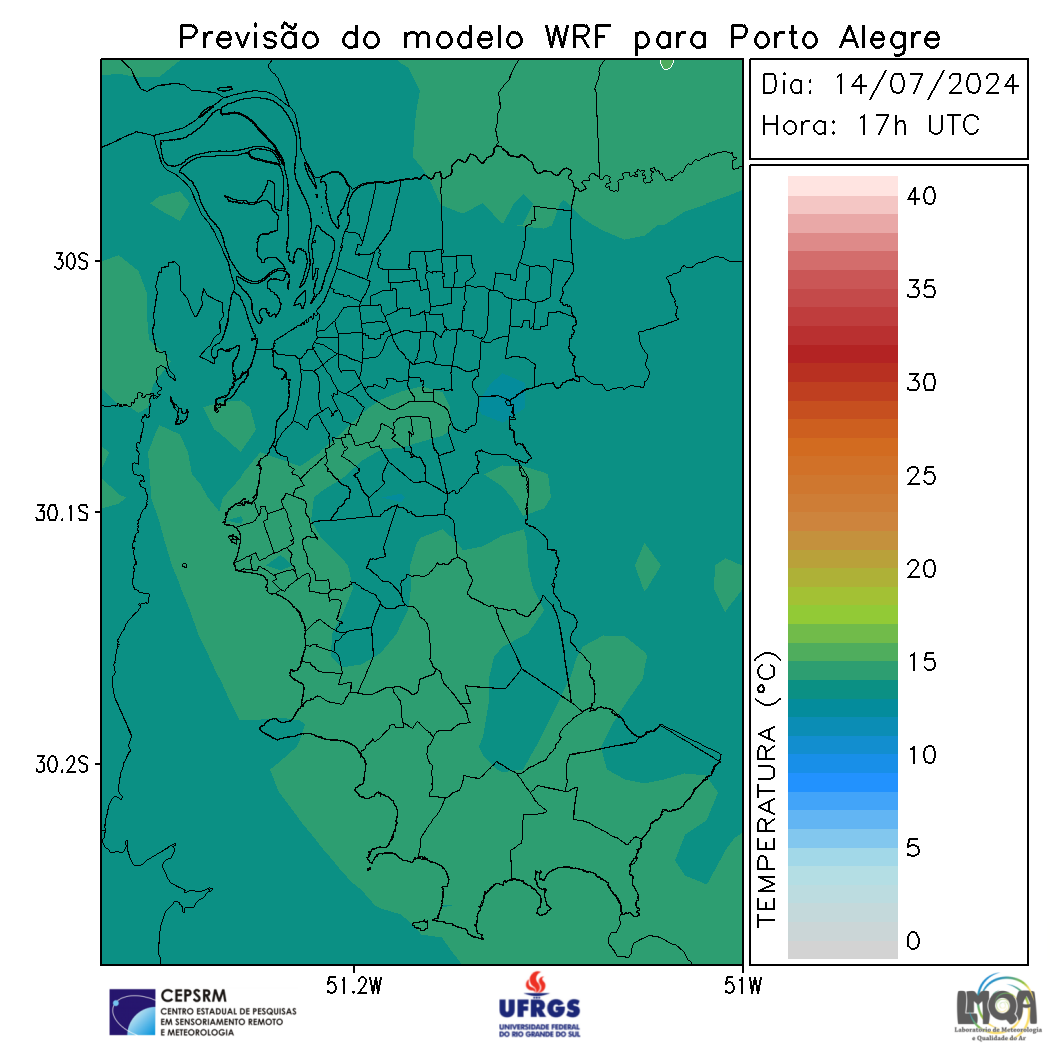 Previsão do modelo WRF para Porto Alegre
Dia: 14/07/2024
Hora: 17h UTC
40
35
30
25
20
15
10
5
0
TEMPERATURA (°C)
30S
30.1S
30.2S
51.2W
51W
CEPSRM
CENTRO ESTADUAL DE PESQUISAS
EM SENSORIAMENTO REMOTO
E METEOROLOGIA
UFRGS
UNIVERSIDADE FEDERAL
DO RIO GRANDE DO SUL
LMQA
Laboratório de Meteorologia
e Qualidade do Ar